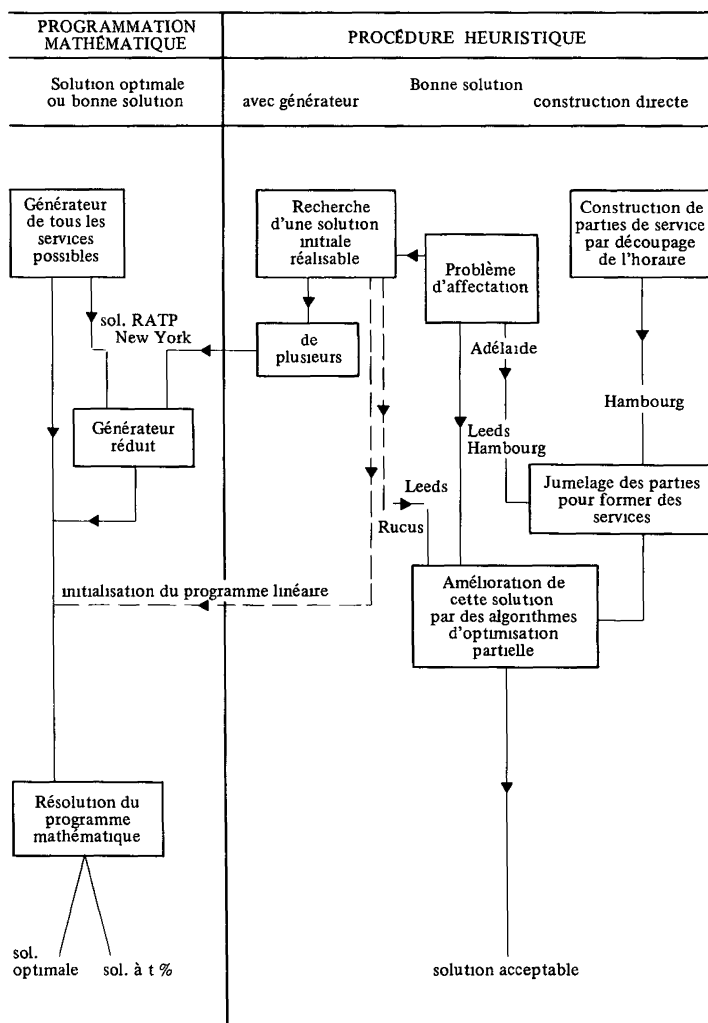 PROGRAMMATION
MATHÉMATIQUE
PROCÉDURE HEURISTIQUE
Solution optimale
ou bonne solution
Bonne solution
avec générateur
construction directe
Générateur
de tous les
services
possibles
Recherche
d'une solution
initiale
réalisable
Problème
d'affectation
Construction de
parties de service
par découpage
de l'horaire
sol. RATP
New York
de
plusieurs
Adélaïde
Hambourg
Générateur
réduit
Leeds
Hambourg
Jumelage des parties
pour former des
services
Leeds
Rucus
initialisation du programme linéaire
Amélioration de
cette solution
par des algorithmes
d'optimisation
partielle
Résolution du
programme
mathématique
sol.
optimale
sol. à t %
solution acceptable